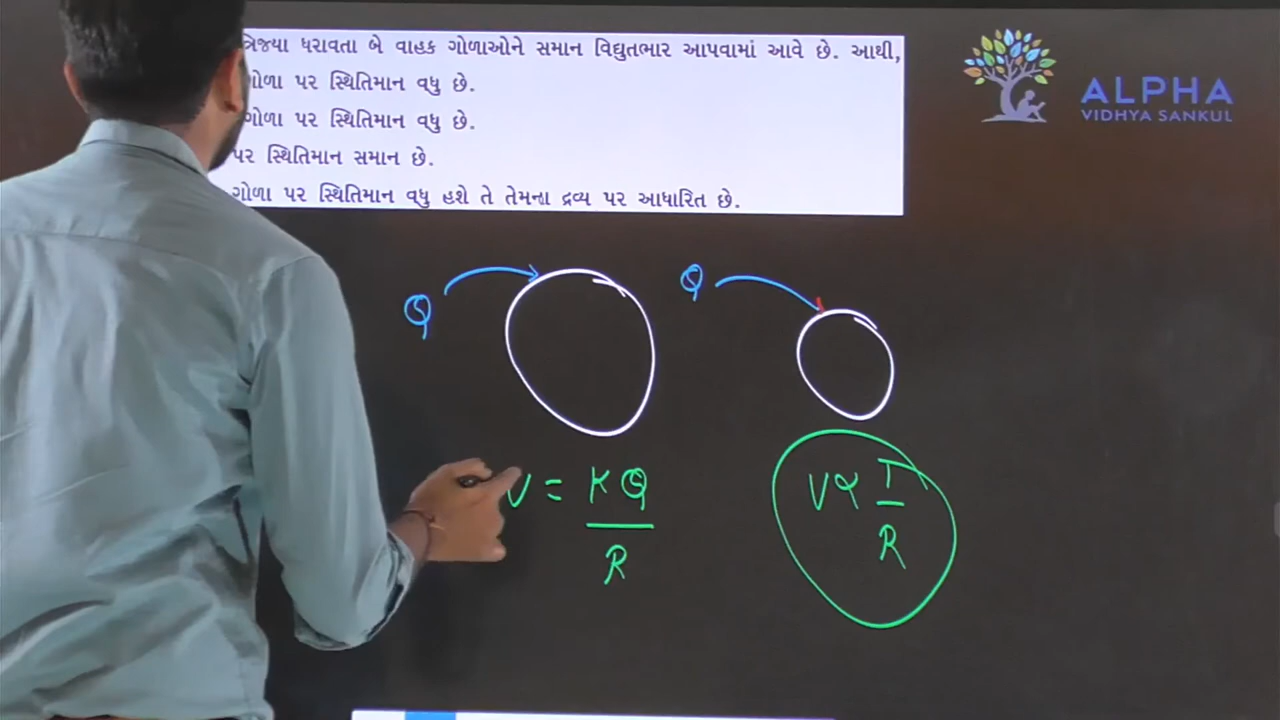 ત્રિજ્યા ધરાવતા બે વાહક ગોળાઓને સમાન વિદ્યુતભાર આપવામાં આવે છે. આથી,
ગોળા પર સ્થિતિમાન વધુ છે.
ગોળા પર સ્થિતિમાન વધુ છે.
પર સ્થિતિમાન સમાન છે.
ગોળા પર સ્થિતિમાન વધુ હશે તે તેમના દ્રવ્ય પર આધારિત છે.
ALPHA
VIDHYA SANKUL
Q
Q
V = KQ/R
V ∝ 1/R